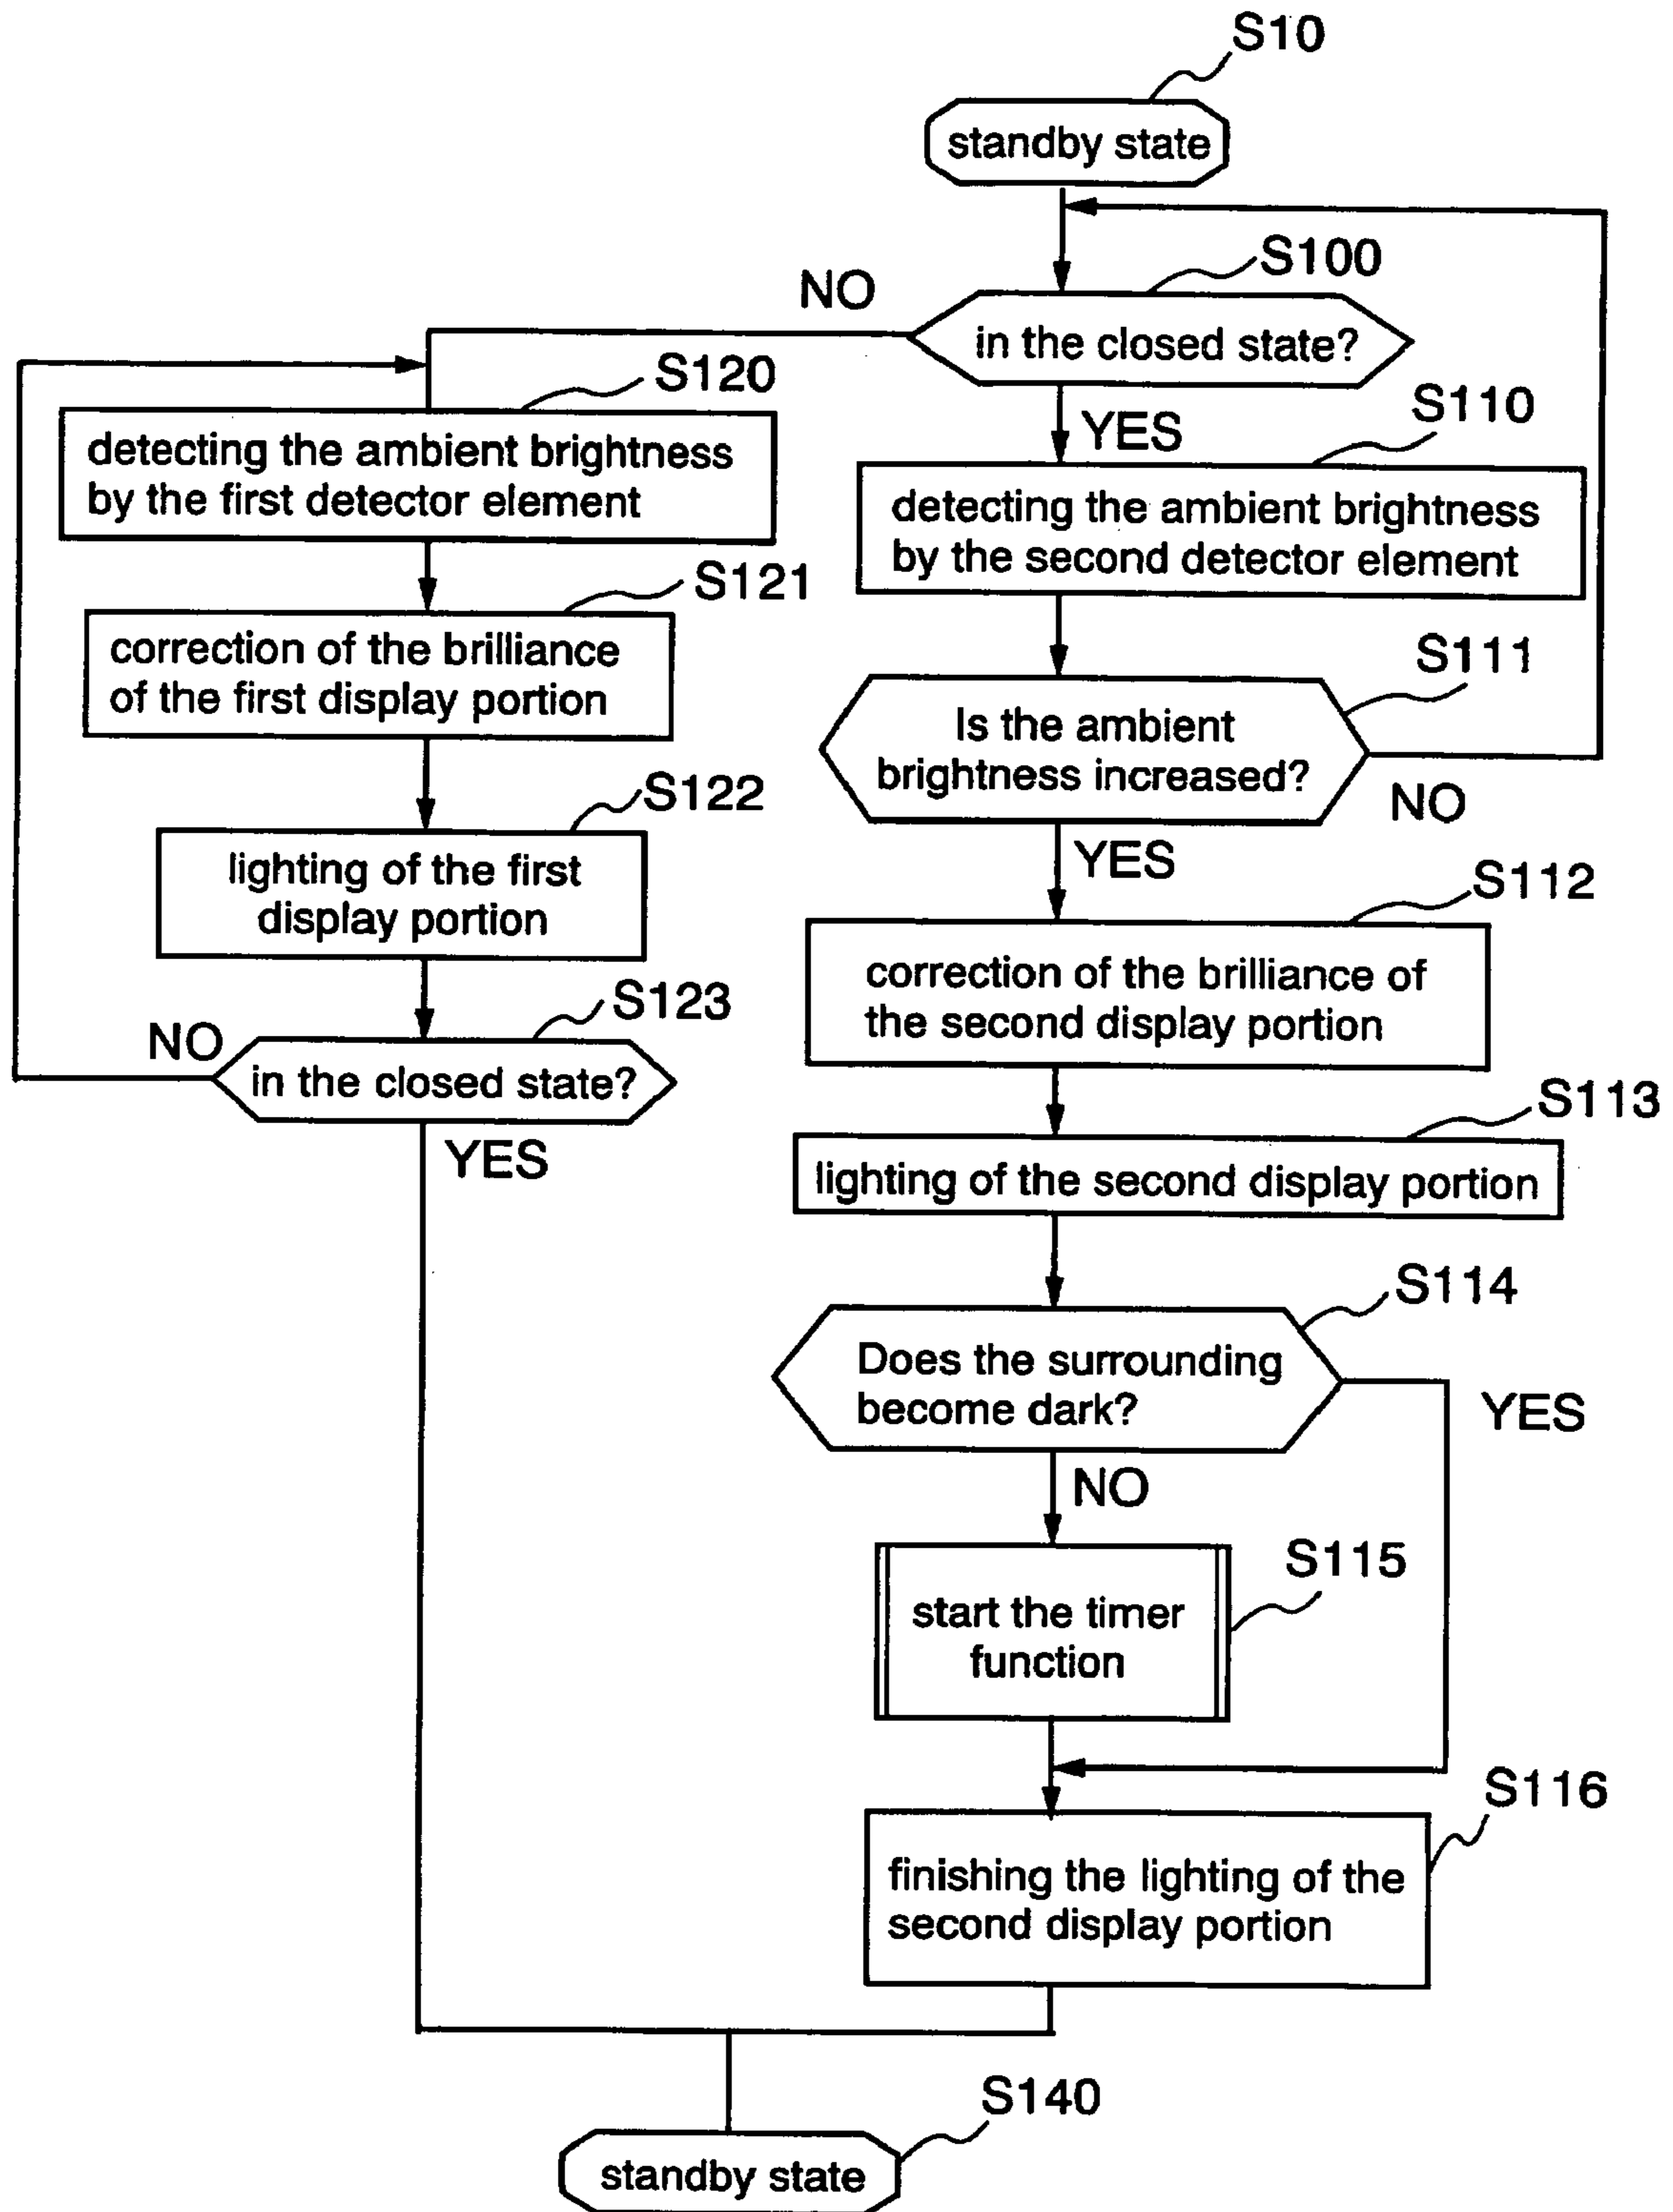 S10
standby state
S100
NO
in the closed state?
S120
detecting the ambient brightness
by the first detector element
YES
S110
detecting the ambient brightness
by the second detector element
S121
correction of the brilliance
of the first display portion
S111
Is the ambient
brightness increased?
NO
YES
S122
lighting of the first
display portion
S112
correction of the brilliance of
the second display portion
S123
NO
in the closed state?
YES
S113
lighting of the second display portion
S114
Does the surrounding
become dark?
YES
NO
S115
start the timer
function
S116
finishing the lighting of the
second display portion
S140
standby state